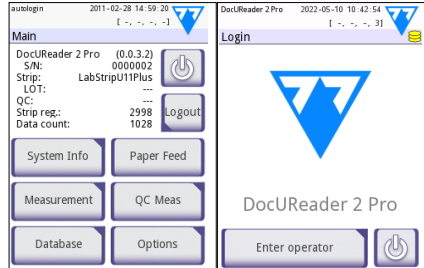 autologin 2011-02-28 14:59:20
[ -, -, -, -]
Main
DocUReader 2 Pro (0.0.3.2)
S/N: 0000002
Strip: LabStripU11Plus
LOT: ---
QC: ---
Strip reg.: 2998
Data count: 1028
Logout
System Info Paper Feed
Measurement QC Meas
Database Options
DocUReader 2 Pro 2022-05-10 10:42:54
[ -, -, -, 3]
Login
DocUReader 2 Pro
Enter operator